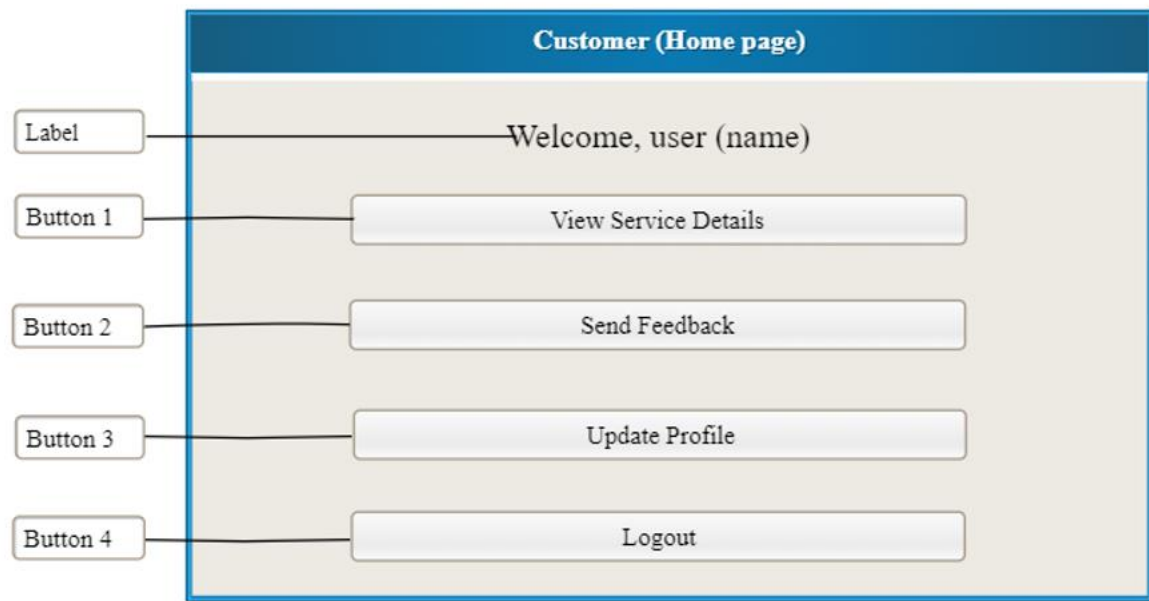 Customer (Home page)
Label
Welcome, user (name)
Button 1
View Service Details
Button 2
Send Feedback
Button 3
Update Profile
Button 4
Logout